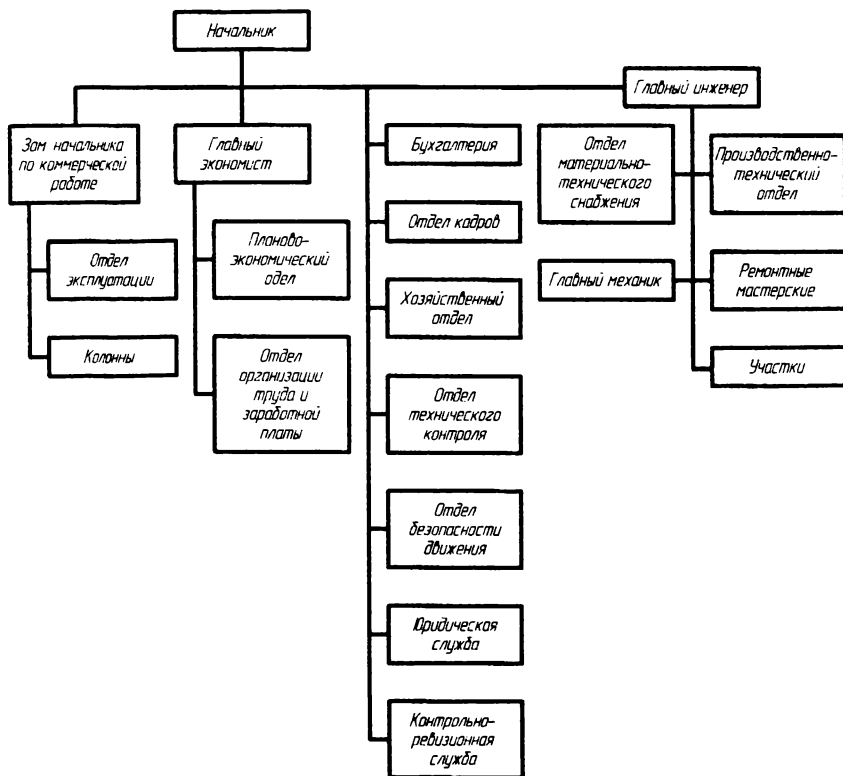 Начальник
Главный инженер
Зам начальника
по коммерческой
работе
Отдел
эксплуатации
Колонны
Главный
экономист
Планово-
экономический
одел
Отдел
организации
труда и
заработной
платы
Бухгалтерия
Отдел кадров
Хозяйственный
отдел
Отдел
технического
контроля
Отдел
безопасности
движения
Юридическая
служба
Контрольно-
ревизионная
служба
Отдел
материально-
технического
снабжения
Производственно-
технический
отдел
Главный механик
Ремонтные
мастерские
Участки